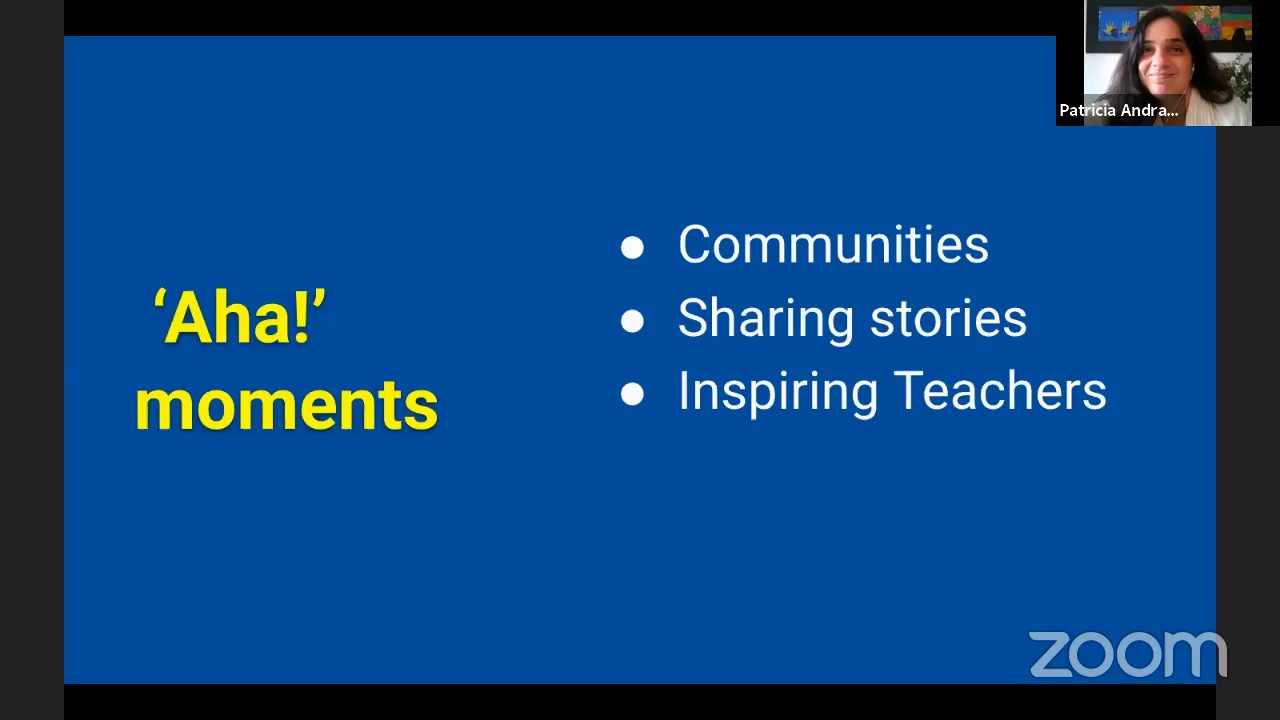 Patricia Andra...
‘Aha!’
moments
● Communities
● Sharing stories
● Inspiring Teachers
zoom